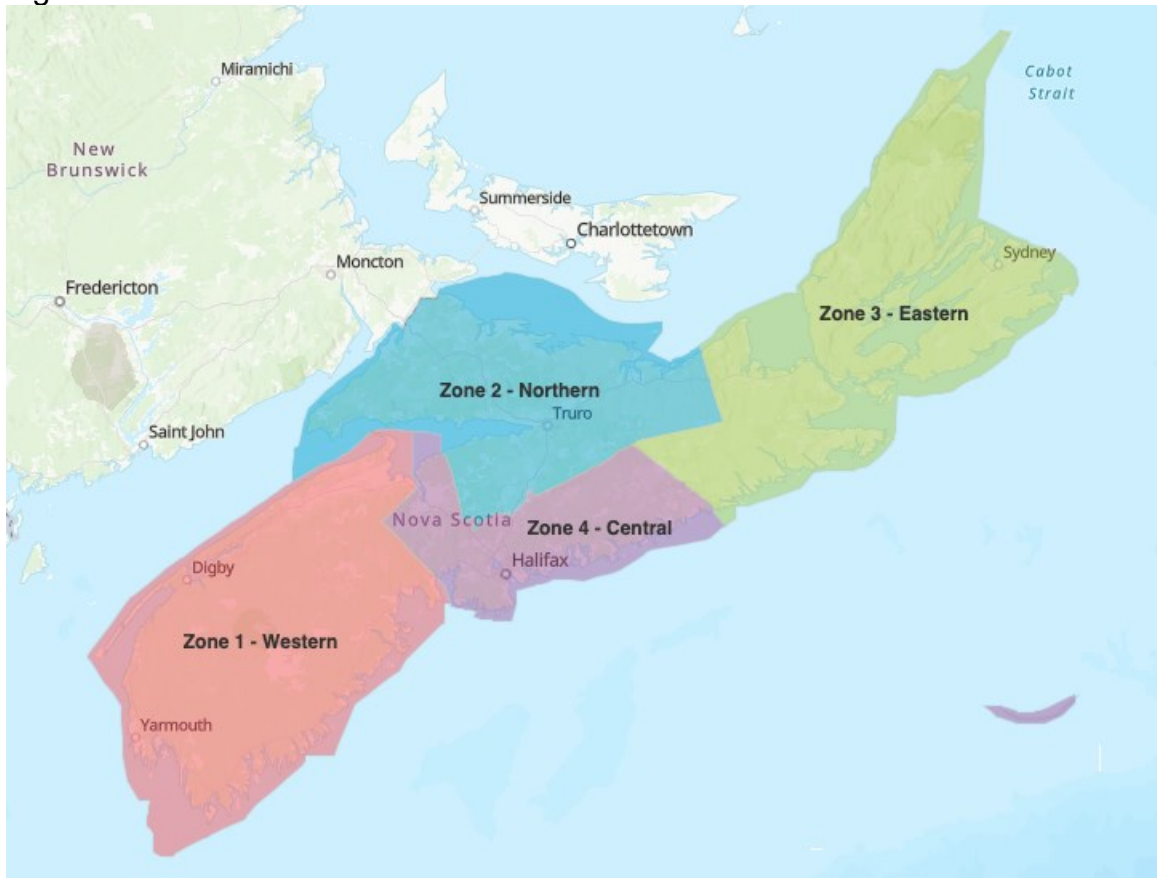 Miramichi
Cabot
Strait
New
Brunswick
Summerside
Charlottetown
Moncton
Sydney
Fredericton
Zone 3 - Eastern
Zone 2 - Northern
Truro
Saint John
Nova Scotia
Zone 4 - Central
Halifax
Digby
Zone 1 - Western
Yarmouth